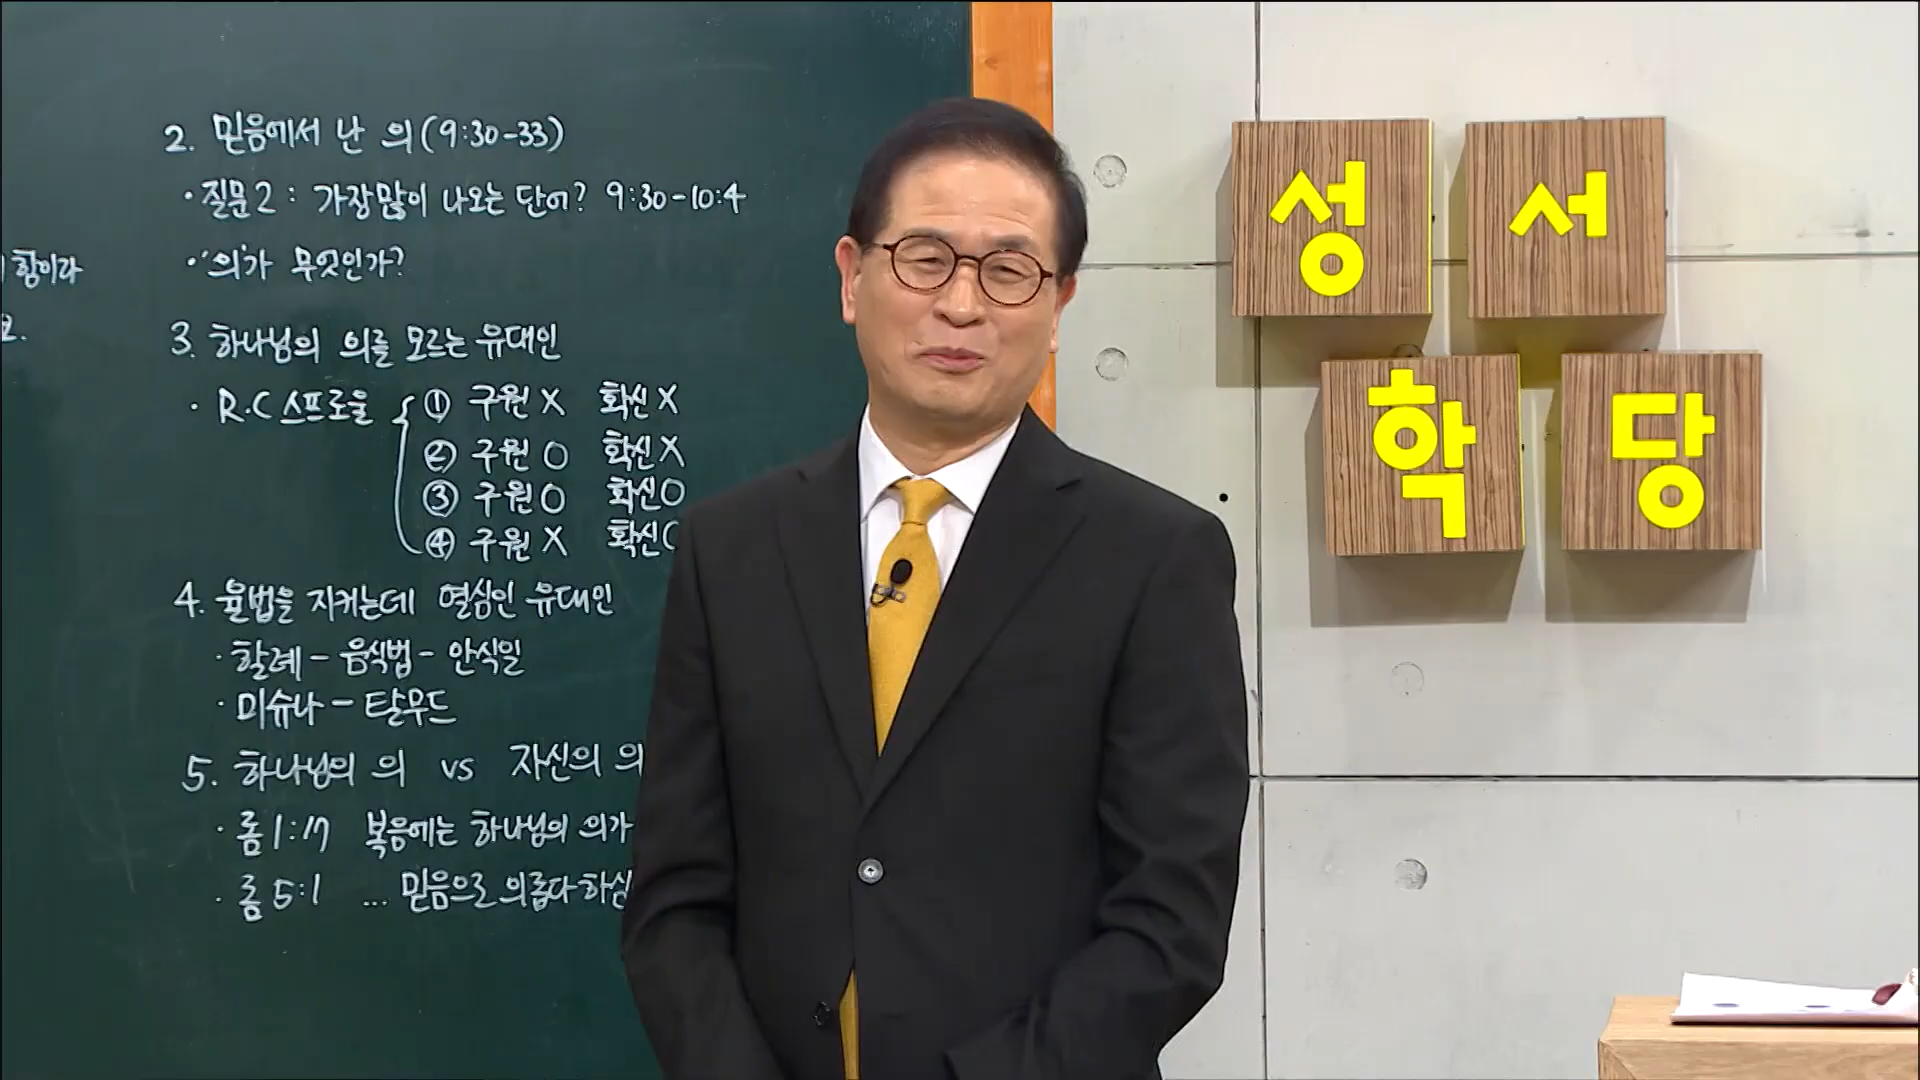 함이라
2. 믿음에서 난 의(9:30-33)
· 질문2 : 가장많이 나오는 단어? 9:30-10:4
· '의'가 무엇인가?
3. 하나님의 의를 모르는 유대인
· R.C 스프로울 { ① 구원 X 확신 X
② 구원 O 확신 X
③ 구원 O 확신 O
④ 구원 X 확신 O
4. 율법을 지키는데 열심인 유대인
· 할례 - 음식법 - 안식일
· 미슈나 - 탈무드
5. 하나님의 의 vs 자신의 의
· 롬 1:17 복음에는 하나님의 의가
· 롬 5:1 ... 믿음으로 의롭다 하심
성서
학당